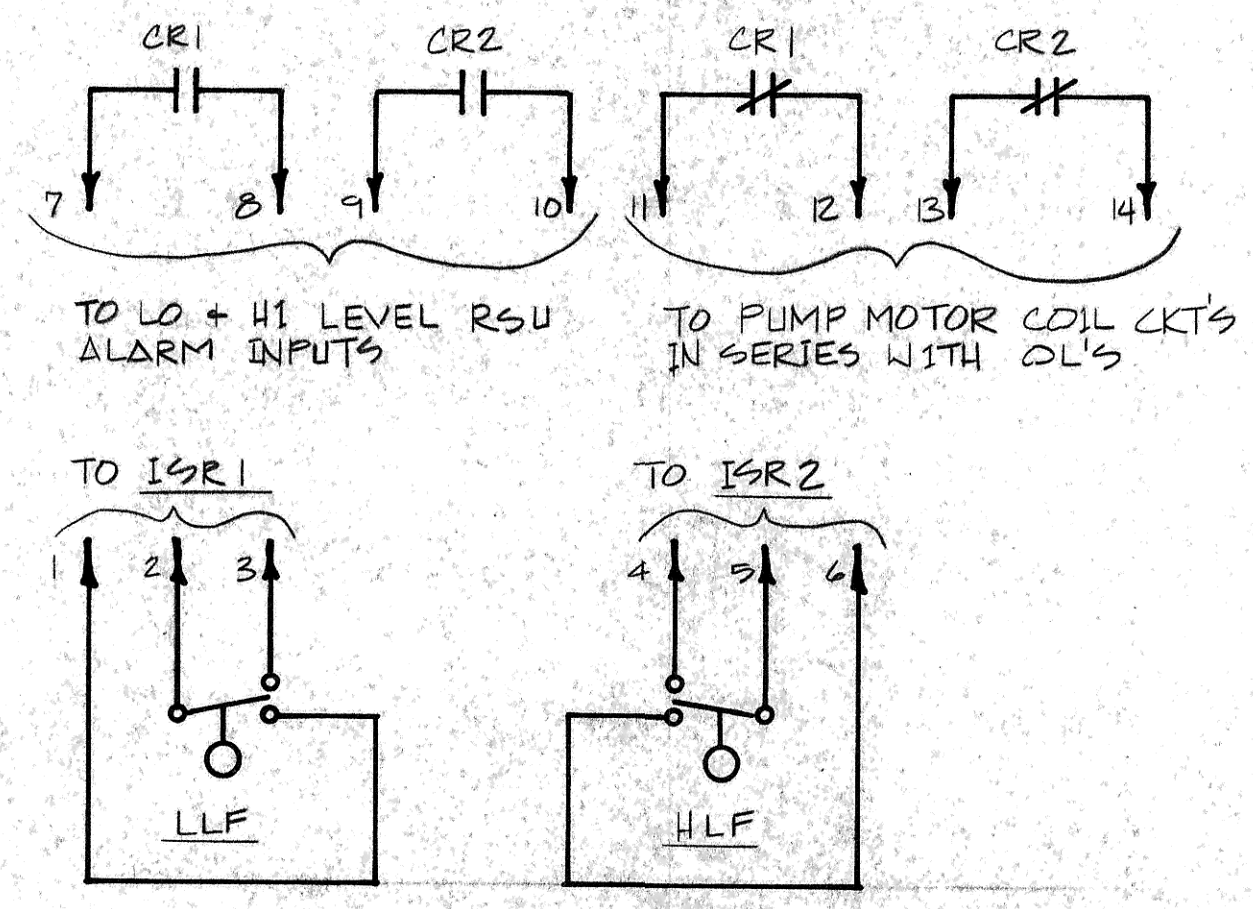 CR1 CR2 CR1 CR2
7 8 9 10 11 12 13 14
TO LO + HI LEVEL RSU
ALARM INPUTS
TO PUMP MOTOR COIL CKT'S
IN SERIES WITH OL'S
TO ISR1
TO ISR2
1 2 3
4 5 6
LLF
HLF